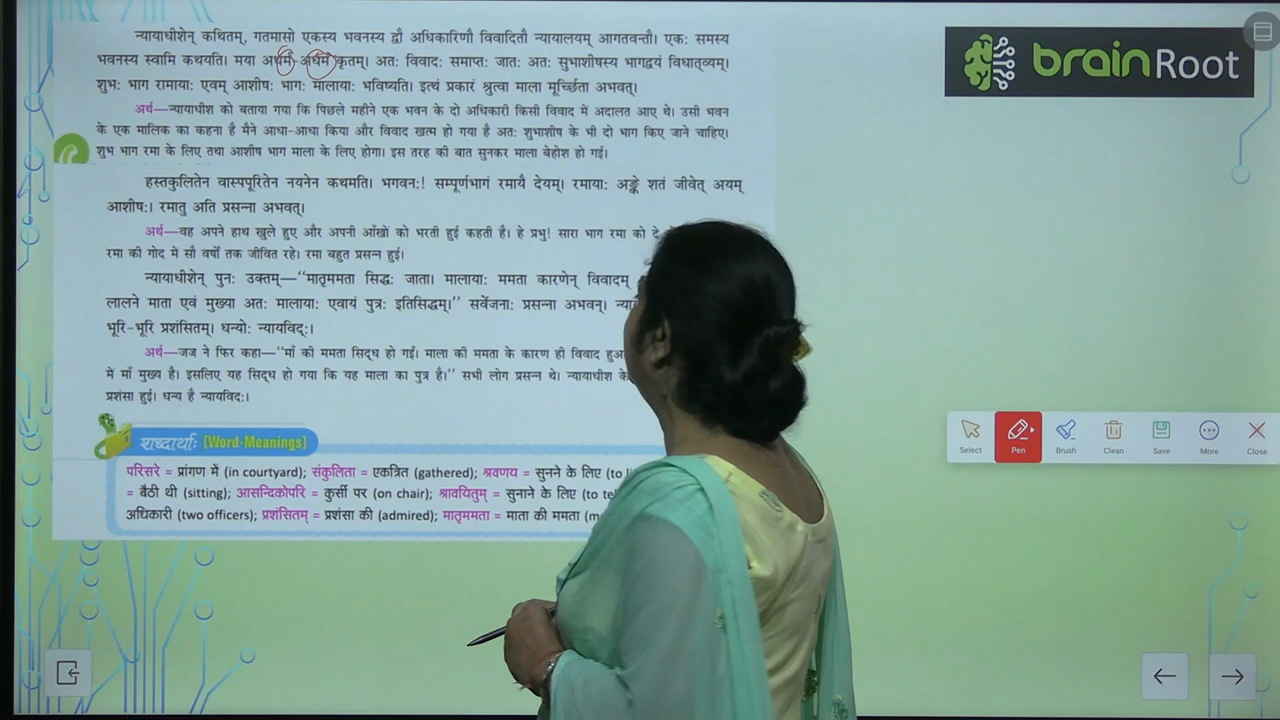 न्यायाधीशेन् कथितम्, गतमासो एकस्य भवनस्य द्वौ अधिकारिणौ विवादितौ न्यायालयम् आगतवन्तौ। एक: समस्य
भवनस्य स्वामि कथयति। मया अर्धमं अर्धमं कृतम्। अत: विवाद: समाप्त: जात: अत: सुभाशीषस्य भागद्वयं विधातव्यम्।
शुभ: भाग रामाया: एवम् आशीष: भाग: मालाया: भविष्यति। इत्थं प्रकारं श्रुत्वा माला मूर्च्छिता अभवत्।
अर्थ—न्यायाधीश को बताया गया कि पिछले महीने एक भवन के दो अधिकारी किसी विवाद में अदालत आए थे। उसी भवन
के एक मालिक का कहना है मैने आधा-आधा किया और विवाद खत्म हो गया है अत: शुभाशीष के भी दो भाग किए जाने चाहिए।
शुभ भाग रमा के लिए तथा आशीष भाग माला के लिए होगा। इस तरह की बात सुनकर माला बेहोश हो गई।
हस्तकुलितेन वास्पपूरितेन नयनेन कथमति। भगवन:! सम्पूर्णभागं रमायै देयम्। रमाया: अङ्के शतं जीवेत् अयम्
आशीष:। रमातु अति प्रसन्ना अभवत्।
अर्थ—वह अपने हाथ खुले हुए और अपनी आँखों को भरती हुई कहती है। हे प्रभु! सारा भाग रमा को दे
रमा की गोद में सौ वर्षों तक जीवित रहे। रमा बहुत प्रसन्न हुई।
न्यायाधीशेन् पुन: उक्तम्—“मातृममता सिद्ध: जाता। मालाया: ममता कारणेन् विवादम्
लालने माता एवं मुख्या अत: मालाया: एवायं पुत्र: इतिसिद्धम्।” सर्वेजना: प्रसन्ना अभवन्।
भूरि-भूरि प्रशंसितम्। धन्यो: न्यायविद्:।
अर्थ—जज ने फिर कहा—“माँ की ममता सिद्ध हो गई। माला की ममता के कारण ही विवाद
में माँ मुख्य है। इसलिए यह सिद्ध हो गया कि यह माला का पुत्र है।” सभी लोग प्रसन्न थे। न्यायाधीश
प्रशंसा हुई। धन्य है न्यायविद:।
शब्दार्था: [Word-Meanings]
परिसरे = प्रांगण में (in courtyard); संकुलिता = एकत्रित (gathered); श्रवणय = सुनने के लिए (to
= बैठी थी (sitting); आसन्दिकोपरि = कुर्सी पर (on chair); श्रावयितुम् = सुनाने के लिए (to
अधिकारी (two officers); प्रशंसितम् = प्रशंसा की (admired); मातृममता = माता की ममता
brainRoot
Select Pen Brush Clean Save More Close